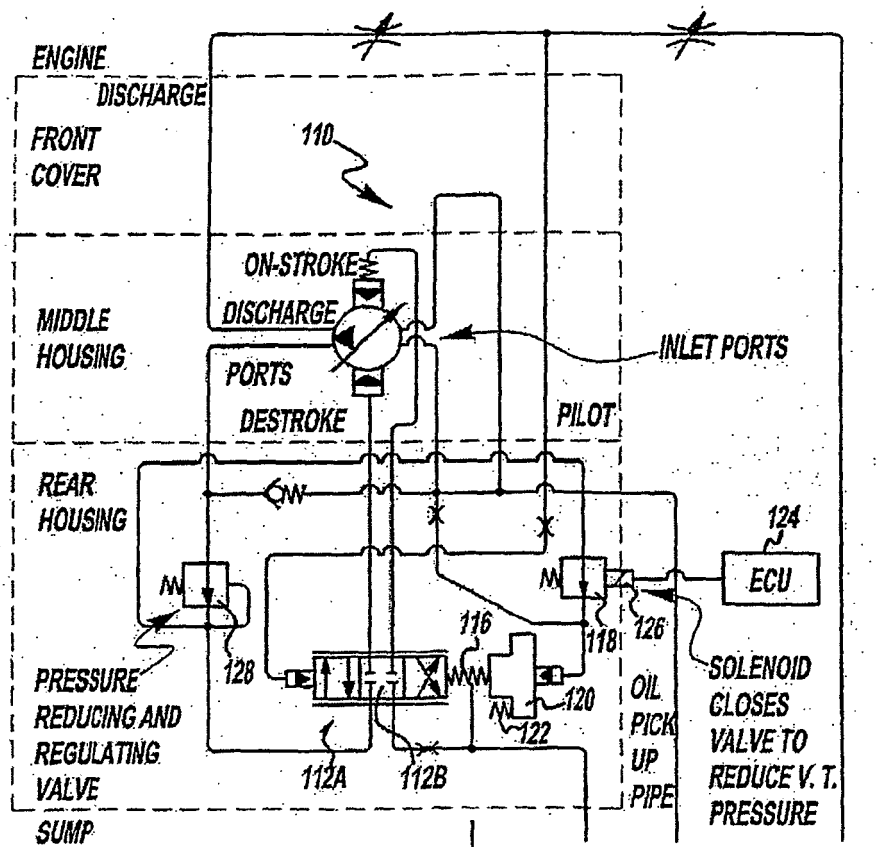 ENGINE
DISCHARGE
FRONT
COVER
110
ON-STROKE
DISCHARGE
MIDDLE
HOUSING
INLET PORTS
PORTS
DESTROKE
PILOT
REAR
HOUSING
124
ECU
116
118
126
128
PRESSURE
REDUCING AND
REGULATING
VALVE
120
122
112A
112B
OIL
PICK
UP
PIPE
SOLENOID
CLOSES
VALVE TO
REDUCE V. T.
PRESSURE
SUMP